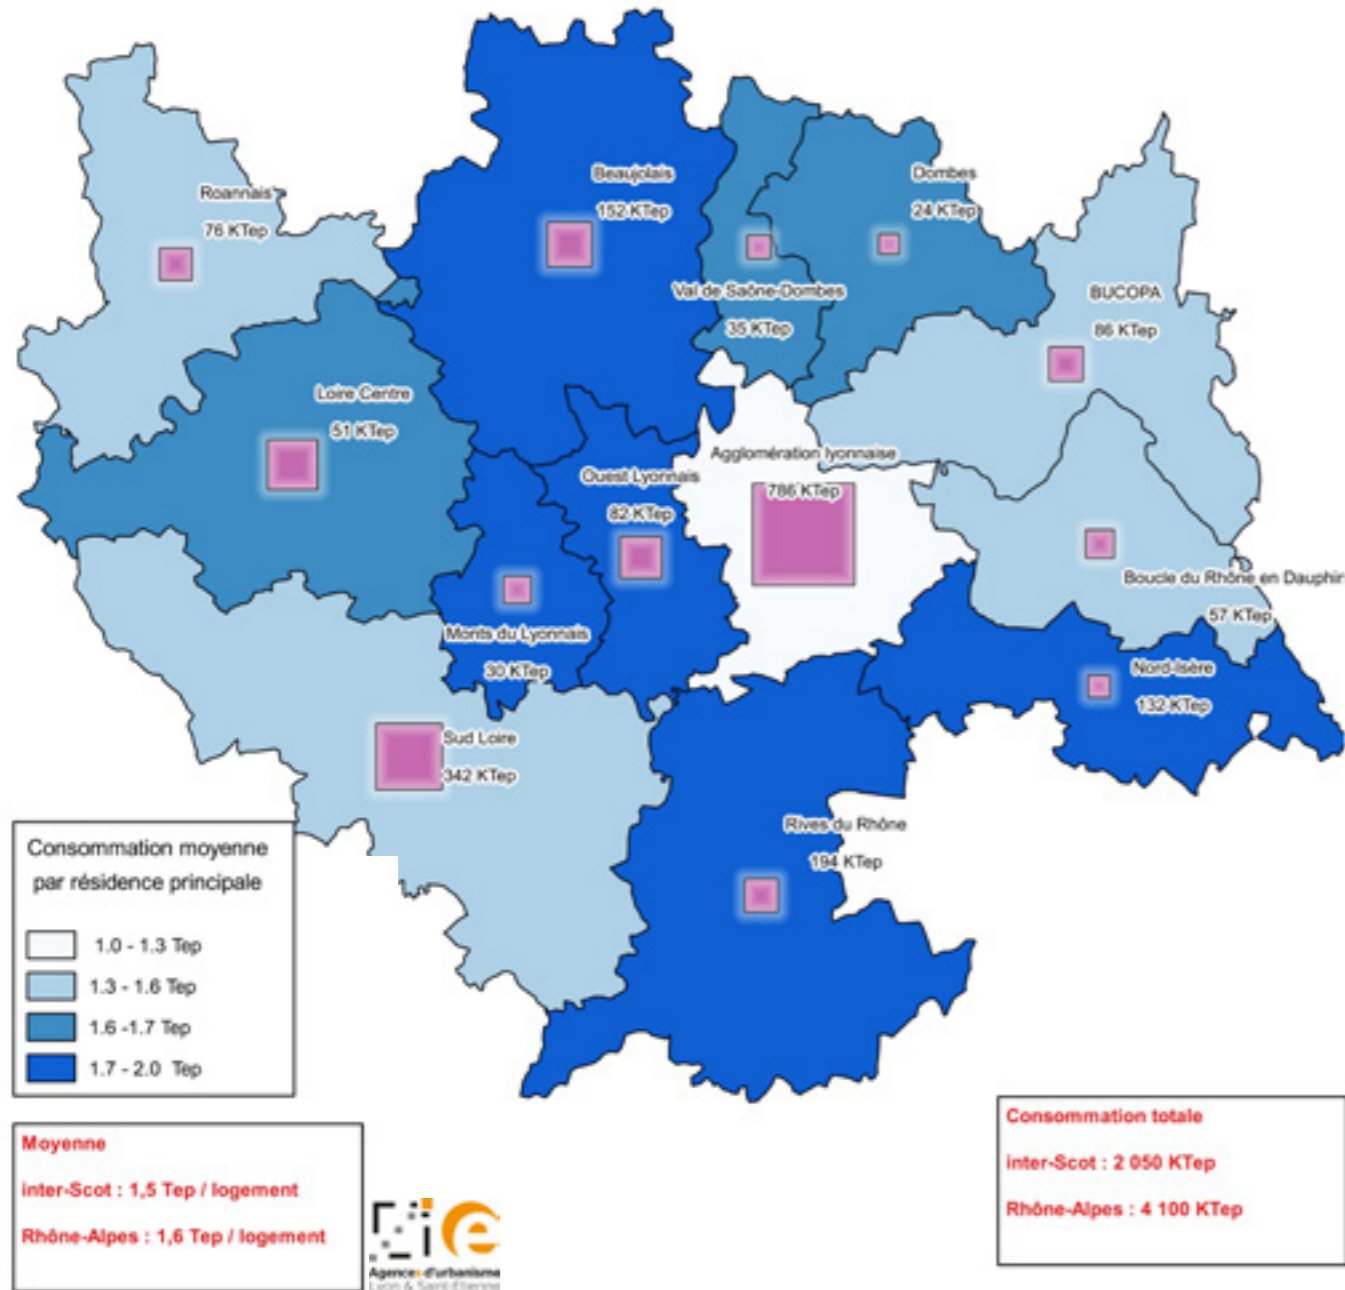 Beaujolais
152 KTep
Dombes
24 KTep
Roannais
76 KTep
Val de Saône-Dombes
35 KTep
BUCOPA
86 KTep
Loire Centre
51 KTep
Agglomération lyonnaise
786 KTep
Ouest Lyonnais
82 KTep
Boucle du Rhône en Dauphin
57 KTep
Monts du Lyonnais
30 KTep
Nord-Isère
132 KTep
Sud Loire
342 KTep
Rives du Rhône
194 KTep
Consommation moyenne
par résidence principale
1.0 - 1.3 Tep
1.3 - 1.6 Tep
1.6 -1.7 Tep
1.7 - 2.0 Tep
Moyenne
inter-Scot : 1,5 Tep / logement
Rhône-Alpes : 1,6 Tep / logement
Consommation totale
inter-Scot : 2 050 KTep
Rhône-Alpes : 4 100 KTep
Agences d'urbanisme
Lyon & Saint-Etienne